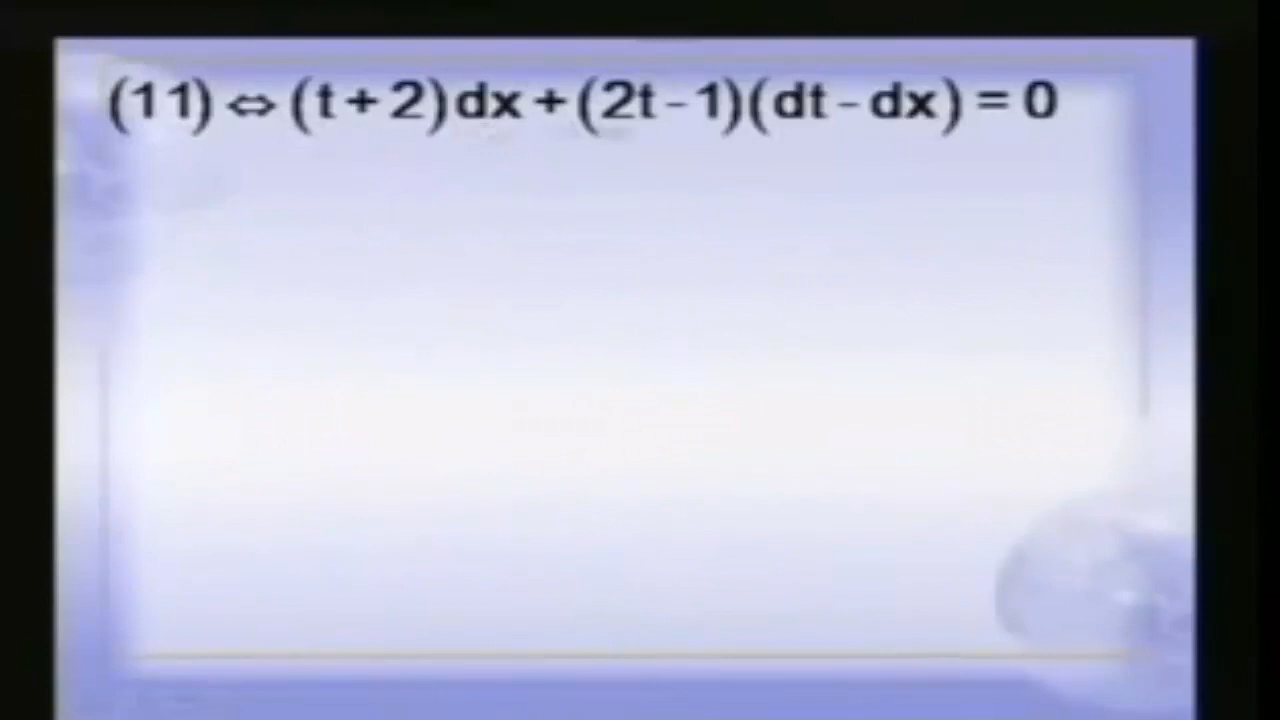 (11) ⇔ (t+2)dx+(2t-1)(dt-dx)=0